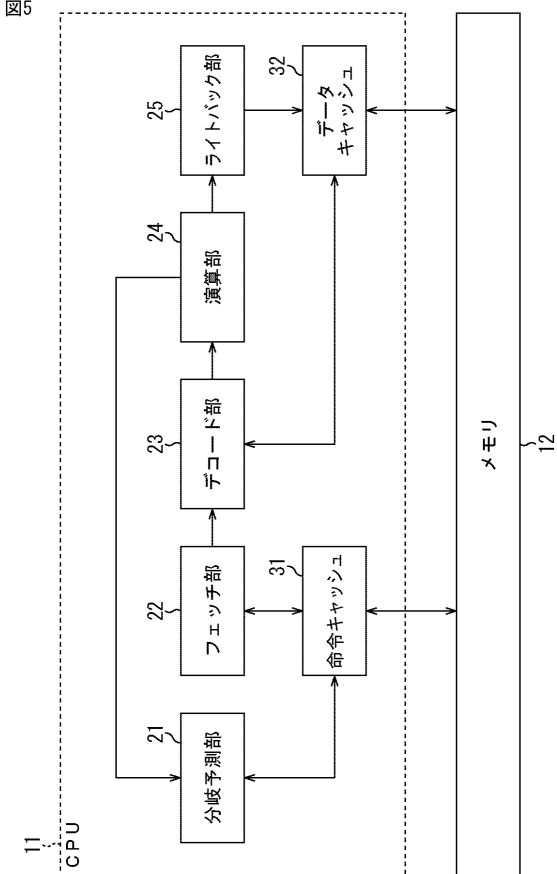 図5
11
CPU
21
分岐予測部
22
フェッチ部
23
デコード部
24
演算部
25
ライトバック部
31
命令キャッシュ
32
データ
キャッシュ
メモリ
12